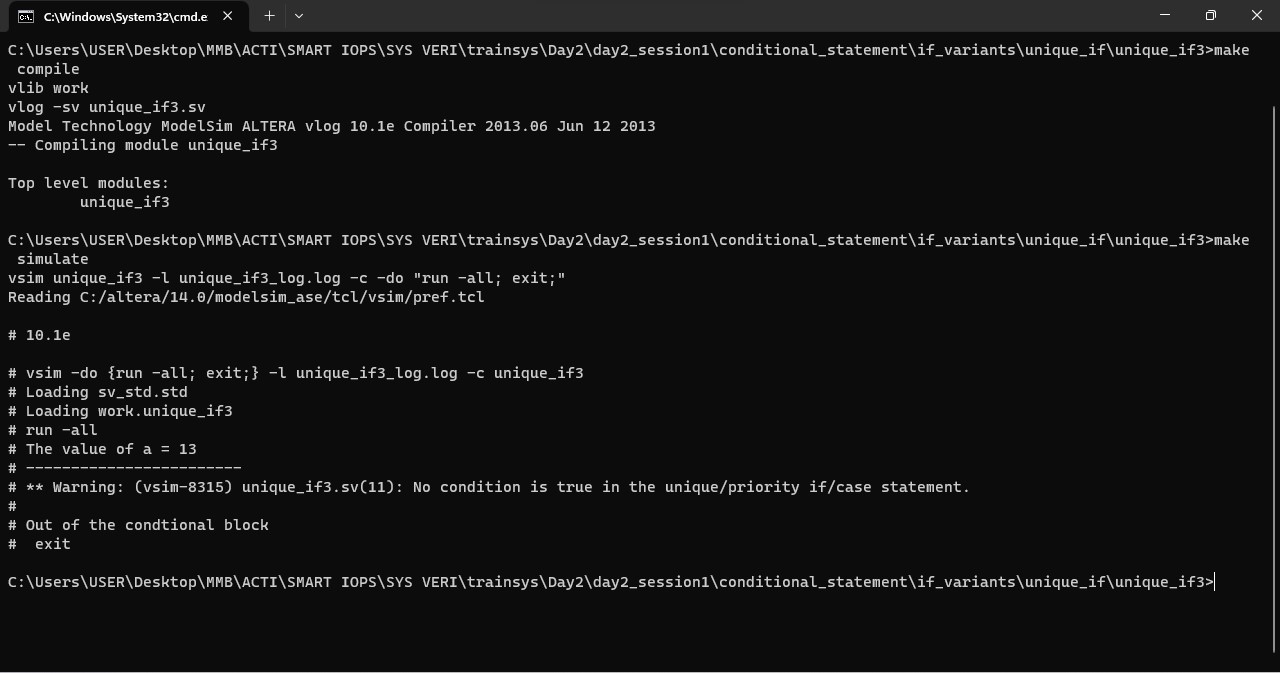 C:\Windows\System32\cmd.e
C:\Users\USER\Desktop\MMB\ACTI\SMART IOPS\SYS VERI\trainsys\Day2\day2_session1\conditional_statement\if_variants\unique_if\unique_if3>make
 compile
vlib work
vlog -sv unique_if3.sv
Model Technology ModelSim ALTERA vlog 10.1e Compiler 2013.06 Jun 12 2013
-- Compiling module unique_if3
Top level modules:
        unique_if3
C:\Users\USER\Desktop\MMB\ACTI\SMART IOPS\SYS VERI\trainsys\Day2\day2_session1\conditional_statement\if_variants\unique_if\unique_if3>make
 simulate
vsim unique_if3 -l unique_if3_log.log -c -do "run -all; exit;"
Reading C:/altera/14.0/modelsim_ase/tcl/vsim/pref.tcl
# 10.1e
# vsim -do {run -all; exit;} -l unique_if3_log.log -c unique_if3
# Loading sv_std.std
# Loading work.unique_if3
# run -all
# The value of a = 13
# ------------------------
# ** Warning: (vsim-8315) unique_if3.sv(11): No condition is true in the unique/priority if/case statement.
#
# Out of the condtional block
#  exit
C:\Users\USER\Desktop\MMB\ACTI\SMART IOPS\SYS VERI\trainsys\Day2\day2_session1\conditional_statement\if_variants\unique_if\unique_if3>